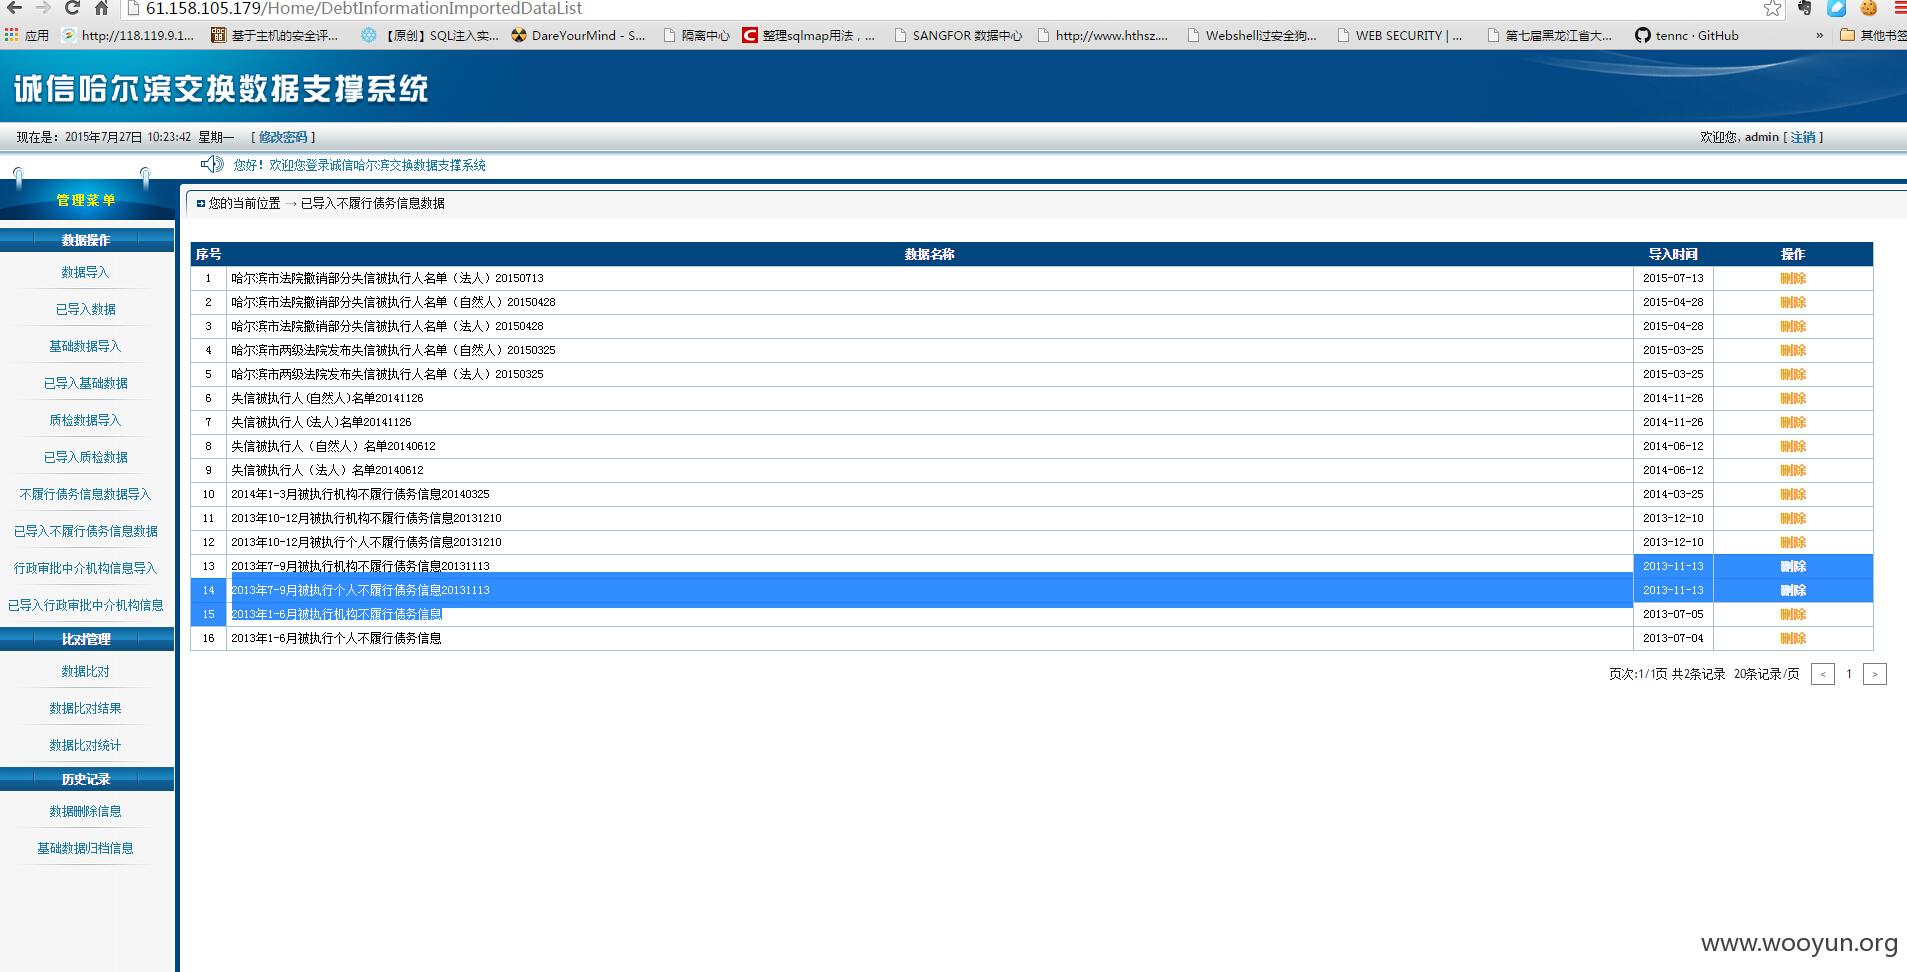 61.158.105.179/Home/DebtInformationImportedDataList
应用 http://118.119.9.1... 基于主机的安全评... 【原创】SQL注入实... DareYourMind - S... 隔离中心 整理sqlmap用法，... SANGFOR 数据中心 http://www.hthsz.... Webshell过安全狗... WEB SECURITY | ... 第七届黑龙江省大... tennc · GitHub » 其他书签
诚信哈尔滨交换数据支撑系统
现在是：2015年7月27日 10:23:42 星期一 [ 修改密码 ] 欢迎您, admin [ 注销 ]
您好！欢迎您登录诚信哈尔滨交换数据支撑系统
管理菜单
数据操作
数据导入
已导入数据
基础数据导入
已导入基础数据
质检数据导入
已导入质检数据
不履行债务信息数据导入
已导入不履行债务信息数据
行政审批中介机构信息导入
已导入行政审批中介机构信息
比对管理
数据比对
数据比对结果
数据比对统计
历史记录
数据删除信息
基础数据归档信息
您的当前位置 → 已导入不履行债务信息数据
序号 数据名称 导入时间 操作
1 哈尔滨市法院撤销部分失信被执行人名单（法人）20150713 2015-07-13 删除
2 哈尔滨市法院撤销部分失信被执行人名单（自然人）20150428 2015-04-28 删除
3 哈尔滨市法院撤销部分失信被执行人名单（法人）20150428 2015-04-28 删除
4 哈尔滨市两级法院发布失信被执行人名单（自然人）20150325 2015-03-25 删除
5 哈尔滨市两级法院发布失信被执行人名单（法人）20150325 2015-03-25 删除
6 失信被执行人(自然人)名单20141126 2014-11-26 删除
7 失信被执行人(法人)名单20141126 2014-11-26 删除
8 失信被执行人（自然人）名单20140612 2014-06-12 删除
9 失信被执行人（法人）名单20140612 2014-06-12 删除
10 2014年1-3月被执行机构不履行债务信息20140325 2014-03-25 删除
11 2013年10-12月被执行机构不履行债务信息20131210 2013-12-10 删除
12 2013年10-12月被执行个人不履行债务信息20131210 2013-12-10 删除
13 2013年7-9月被执行机构不履行债务信息20131113 2013-11-13 删除
14 2013年7-9月被执行个人不履行债务信息20131113 2013-11-13 删除
15 2013年1-6月被执行机构不履行债务信息 2013-07-05 删除
16 2013年1-6月被执行个人不履行债务信息 2013-07-04 删除
页次:1/1页 共2条记录 20条记录/页 < 1 >
www.wooyun.org